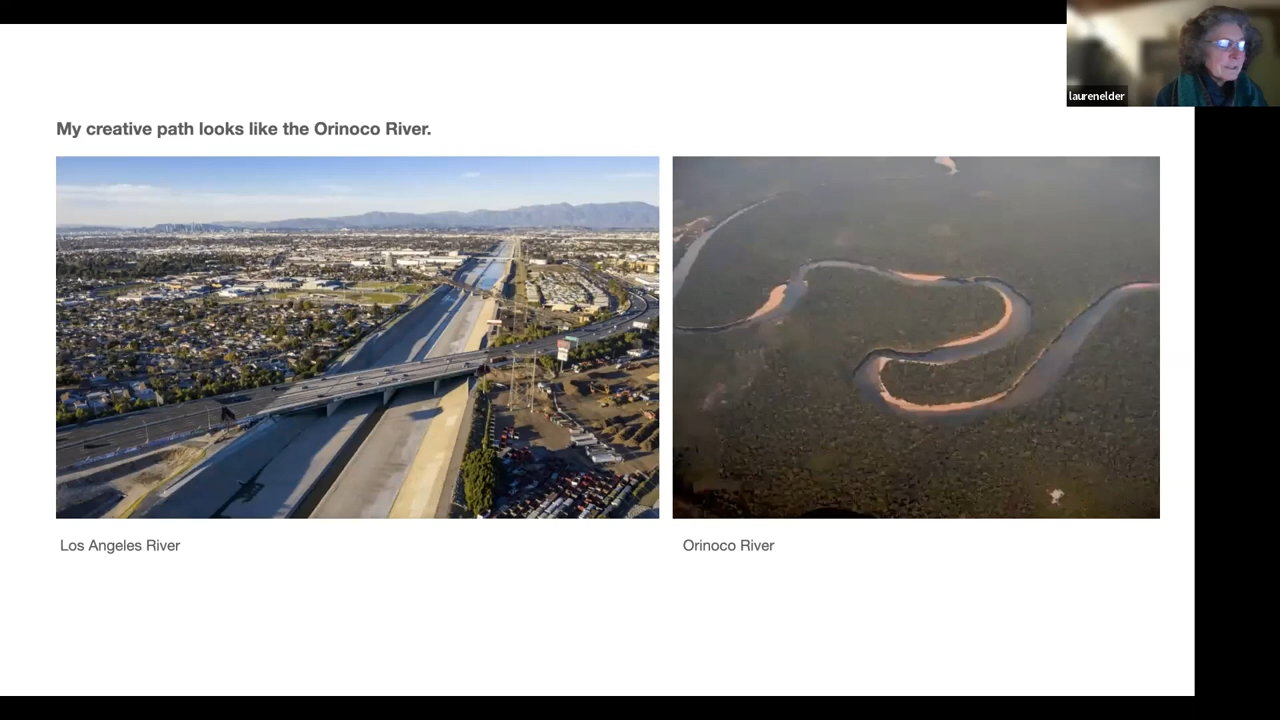 laurenelder
My creative path looks like the Orinoco River.
Los Angeles River
Orinoco River